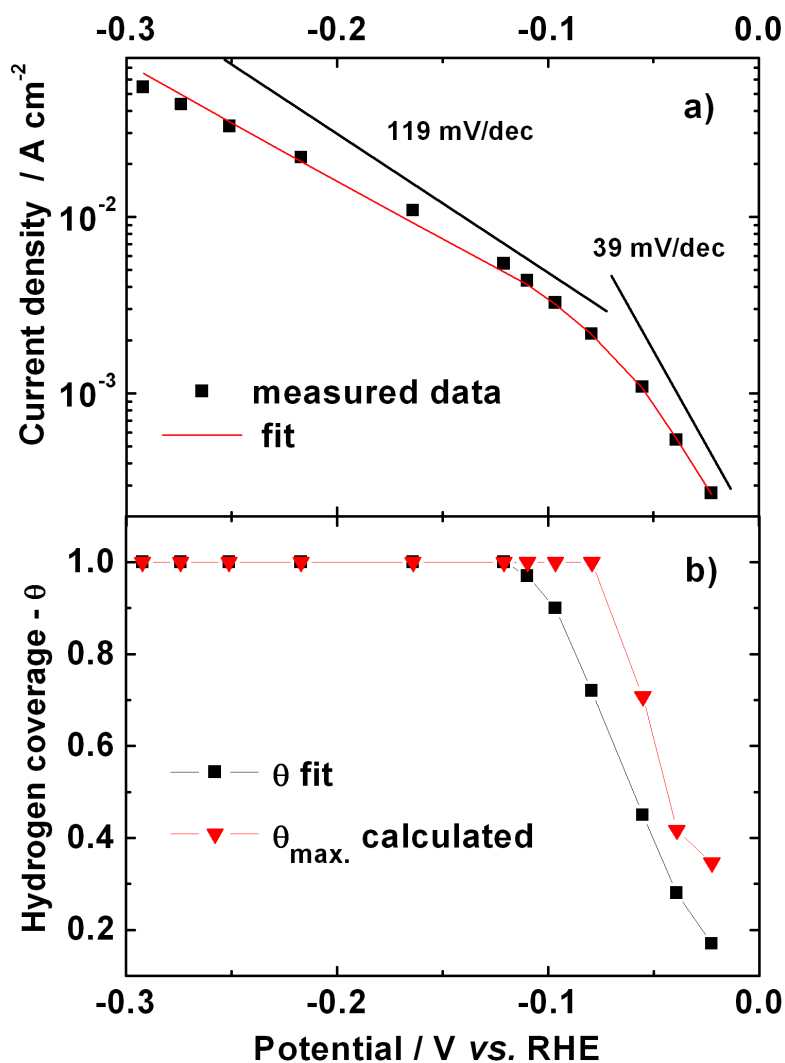 -0.3 -0.2 -0.1 0.0
a)
119 mV/dec
39 mV/dec
10⁻²
10⁻³
Current density / A cm⁻²
measured data
fit
b)
1.0
0.8
0.6
0.4
0.2
Hydrogen coverage - θ
θ fit
θmax. calculated
-0.3 -0.2 -0.1 0.0
Potential / V vs. RHE